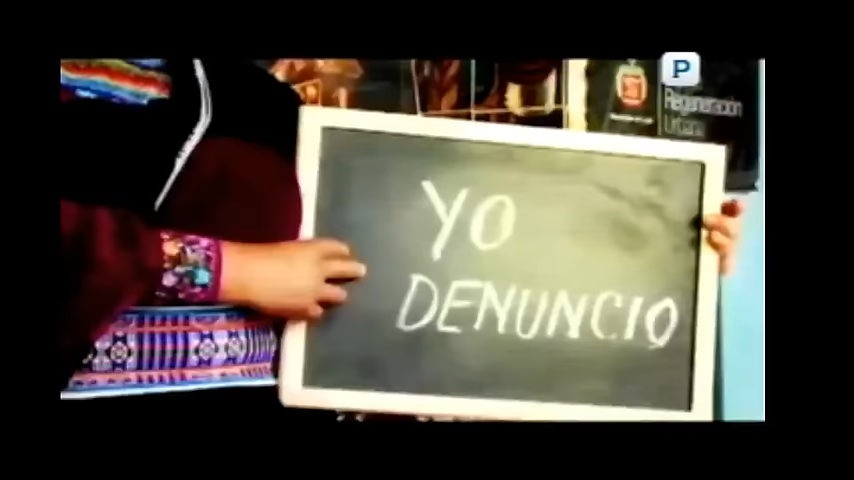 P
Regeneración
Urbana
YO
DENUNCIO